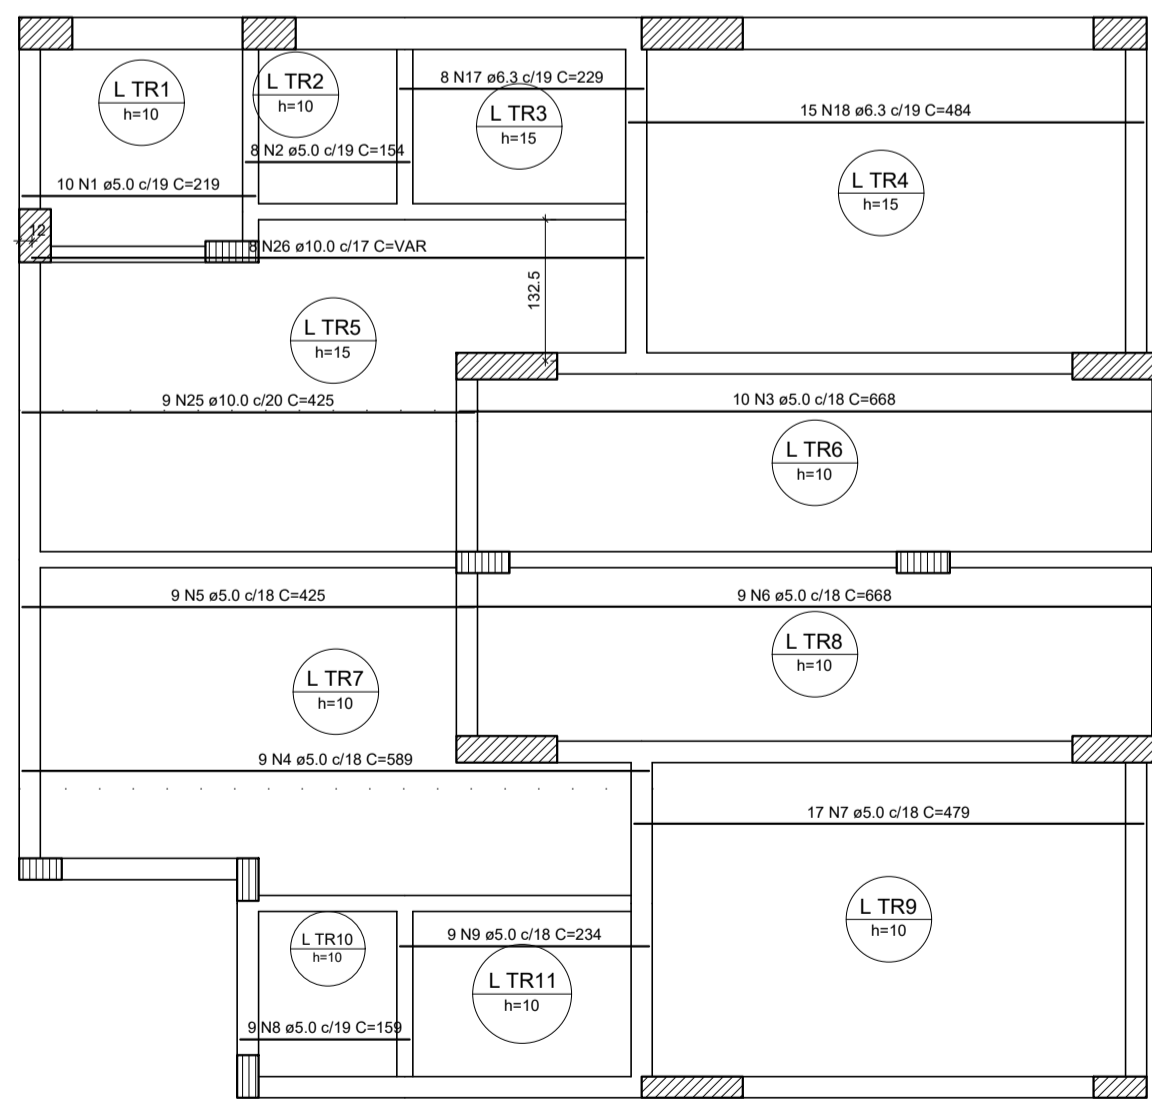 L TR1
h=10
L TR2
h=10
8 N17 ø6.3 c/19 C=229
L TR3
h=15
15 N18 ø6.3 c/19 C=484
8 N2 ø5.0 c/19 C=154
10 N1 ø5.0 c/19 C=219
L TR4
h=15
12
8 N26 ø10.0 c/17 C=VAR
132.5
L TR5
h=15
9 N25 ø10.0 c/20 C=425
10 N3 ø5.0 c/18 C=668
L TR6
h=10
9 N5 ø5.0 c/18 C=425
9 N6 ø5.0 c/18 C=668
L TR8
h=10
L TR7
h=10
9 N4 ø5.0 c/18 C=589
17 N7 ø5.0 c/18 C=479
L TR9
h=10
L TR10
h=10
9 N9 ø5.0 c/18 C=234
L TR11
h=10
9 N8 ø5.0 c/19 C=159